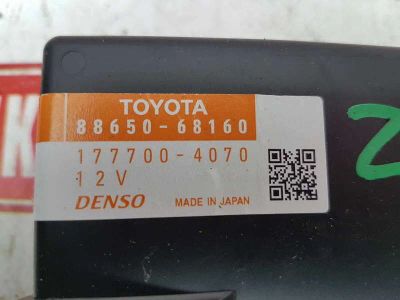 TOYOTA
88650-68160
177700-4070
12V
DENSO MADE IN JAPAN